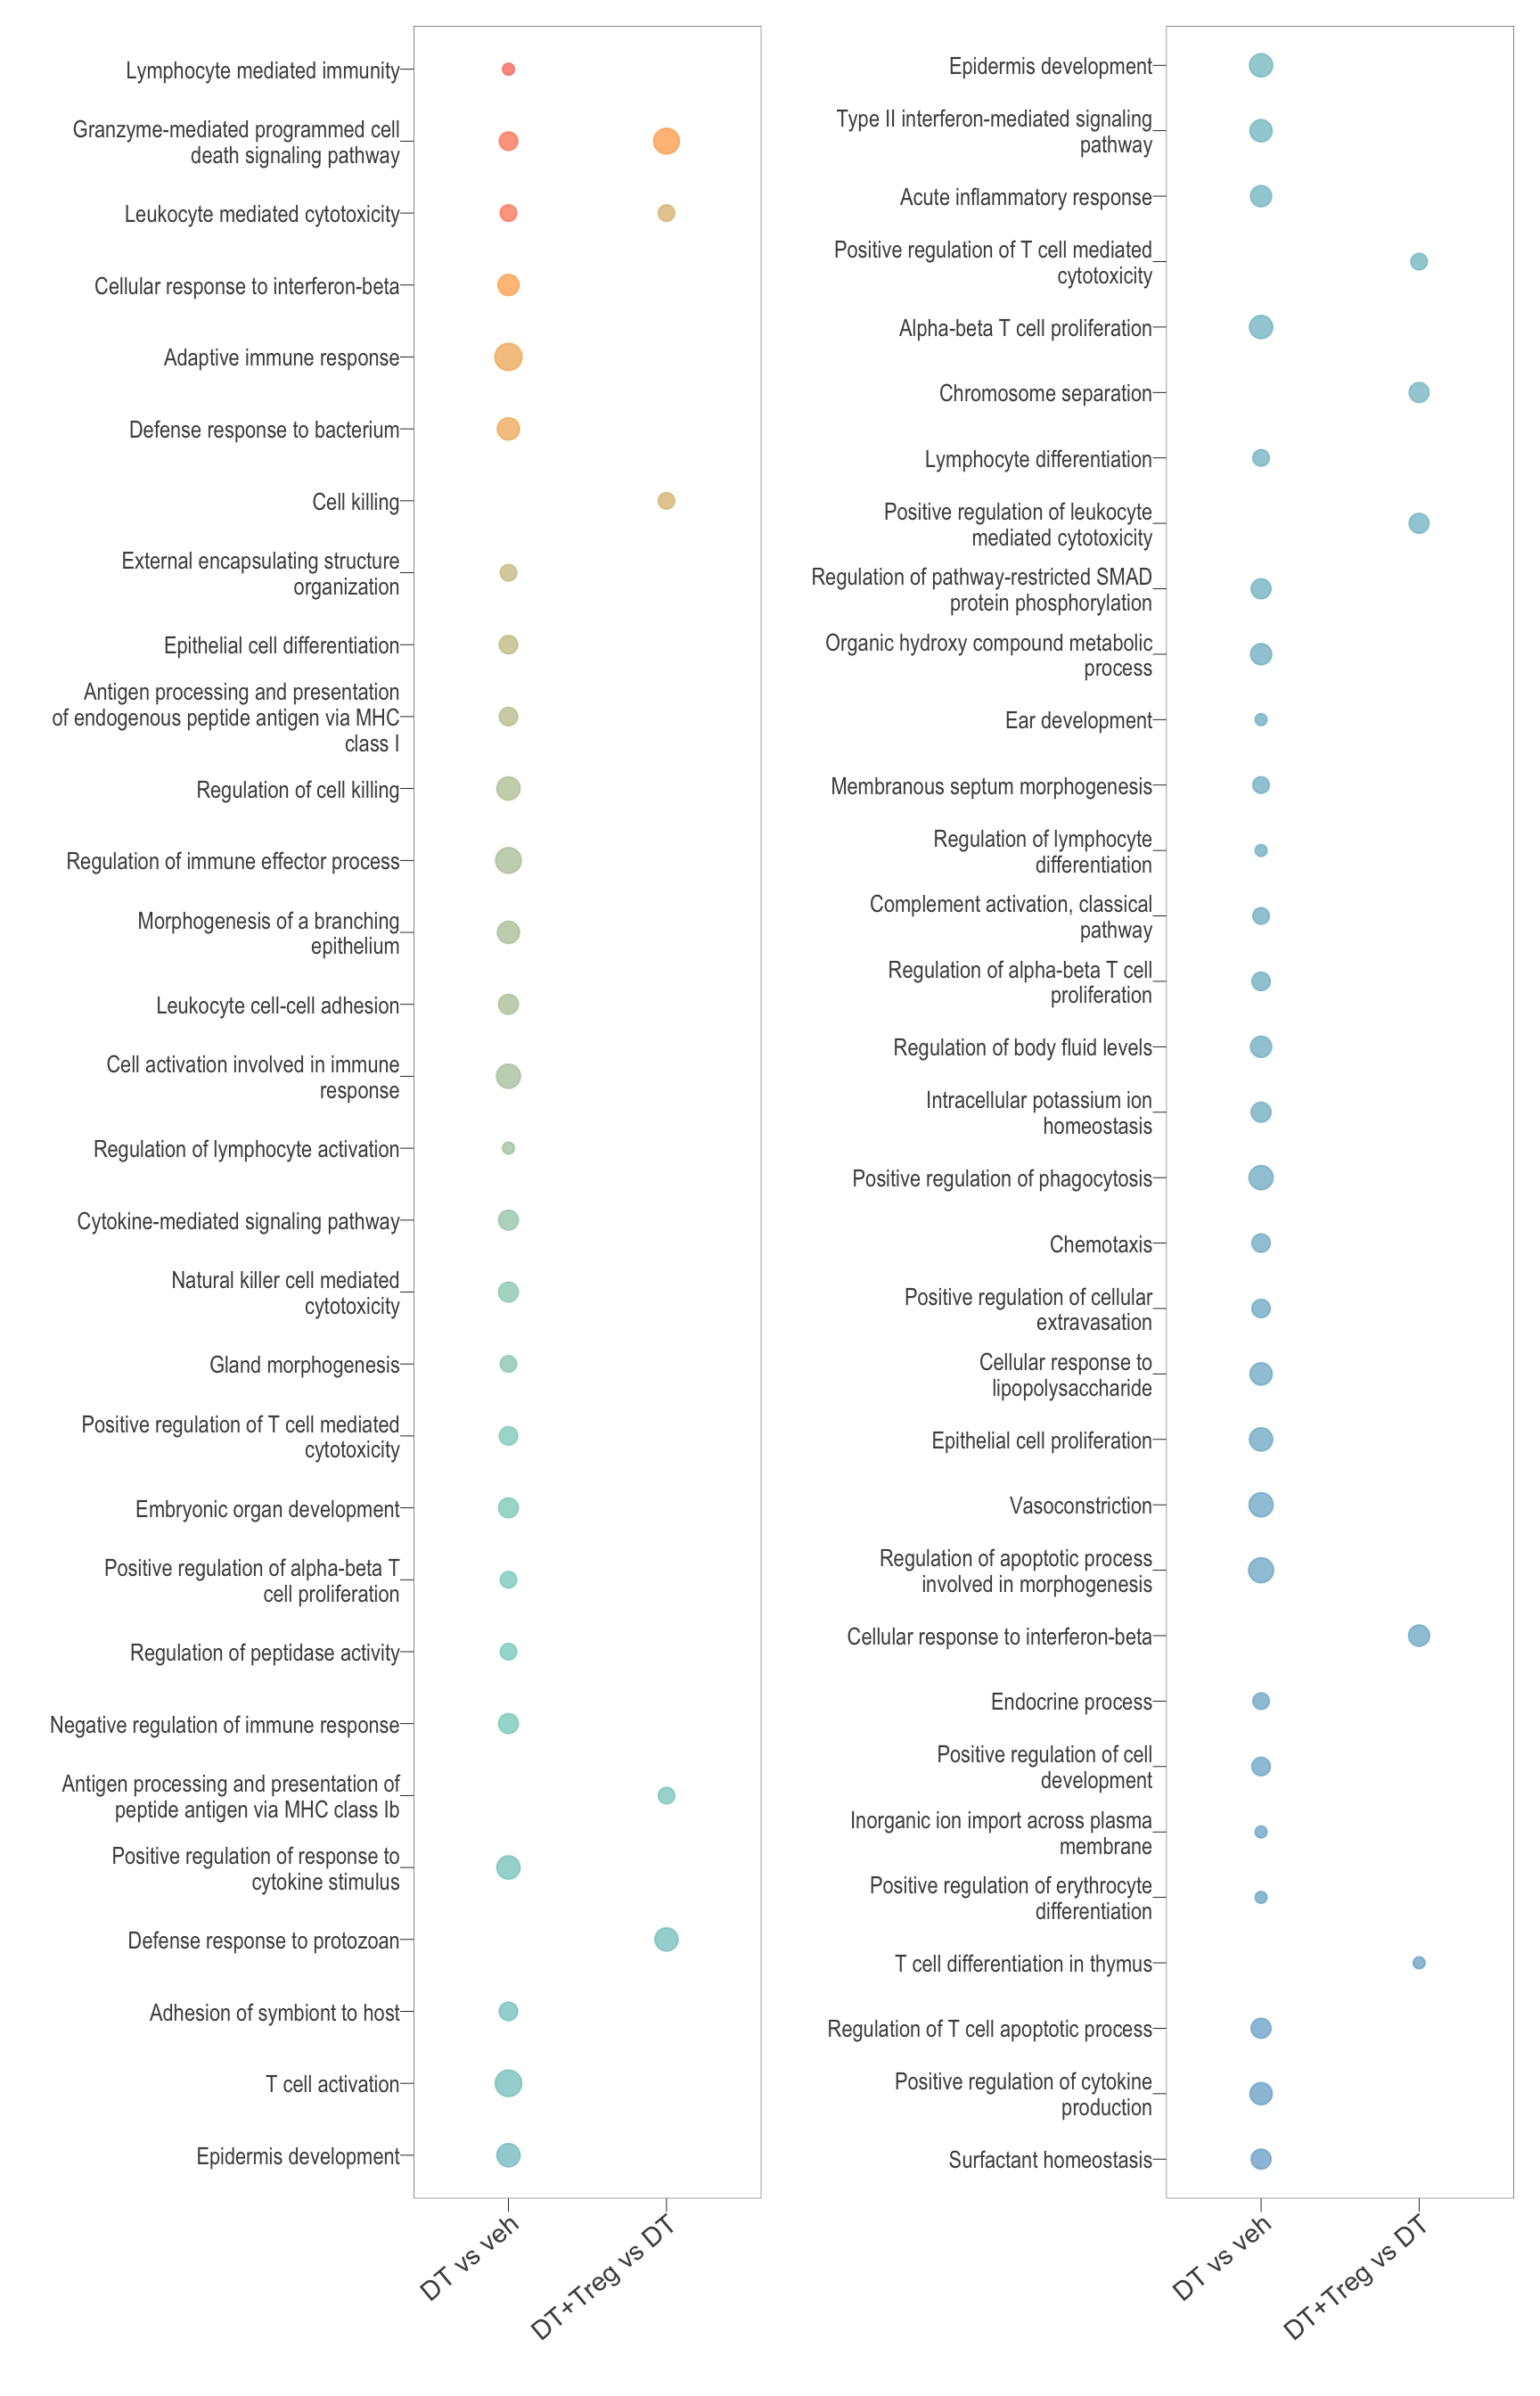 Lymphocyte mediated immunity
Granzyme-mediated programmed cell
death signaling pathway
Leukocyte mediated cytotoxicity
Cellular response to interferon-beta
Adaptive immune response
Defense response to bacterium
Cell killing
External encapsulating structure
organization
Epithelial cell differentiation
Antigen processing and presentation
of endogenous peptide antigen via MHC
class I
Regulation of cell killing
Regulation of immune effector process
Morphogenesis of a branching
epithelium
Leukocyte cell-cell adhesion
Cell activation involved in immune
response
Regulation of lymphocyte activation
Cytokine-mediated signaling pathway
Natural killer cell mediated
cytotoxicity
Gland morphogenesis
Positive regulation of T cell mediated
cytotoxicity
Embryonic organ development
Positive regulation of alpha-beta T
cell proliferation
Regulation of peptidase activity
Negative regulation of immune response
Antigen processing and presentation of
peptide antigen via MHC class Ib
Positive regulation of response to
cytokine stimulus
Defense response to protozoan
Adhesion of symbiont to host
T cell activation
Epidermis development
DT vs veh
DT+Treg vs DT
Epidermis development
Type II interferon-mediated signaling
pathway
Acute inflammatory response
Positive regulation of T cell mediated
cytotoxicity
Alpha-beta T cell proliferation
Chromosome separation
Lymphocyte differentiation
Positive regulation of leukocyte
mediated cytotoxicity
Regulation of pathway-restricted SMAD
protein phosphorylation
Organic hydroxy compound metabolic
process
Ear development
Membranous septum morphogenesis
Regulation of lymphocyte
differentiation
Complement activation, classical
pathway
Regulation of alpha-beta T cell
proliferation
Regulation of body fluid levels
Intracellular potassium ion
homeostasis
Positive regulation of phagocytosis
Chemotaxis
Positive regulation of cellular
extravasation
Cellular response to
lipopolysaccharide
Epithelial cell proliferation
Vasoconstriction
Regulation of apoptotic process
involved in morphogenesis
Cellular response to interferon-beta
Endocrine process
Positive regulation of cell
development
Inorganic ion import across plasma
membrane
Positive regulation of erythrocyte
differentiation
T cell differentiation in thymus
Regulation of T cell apoptotic process
Positive regulation of cytokine
production
Surfactant homeostasis
DT vs veh
DT+Treg vs DT